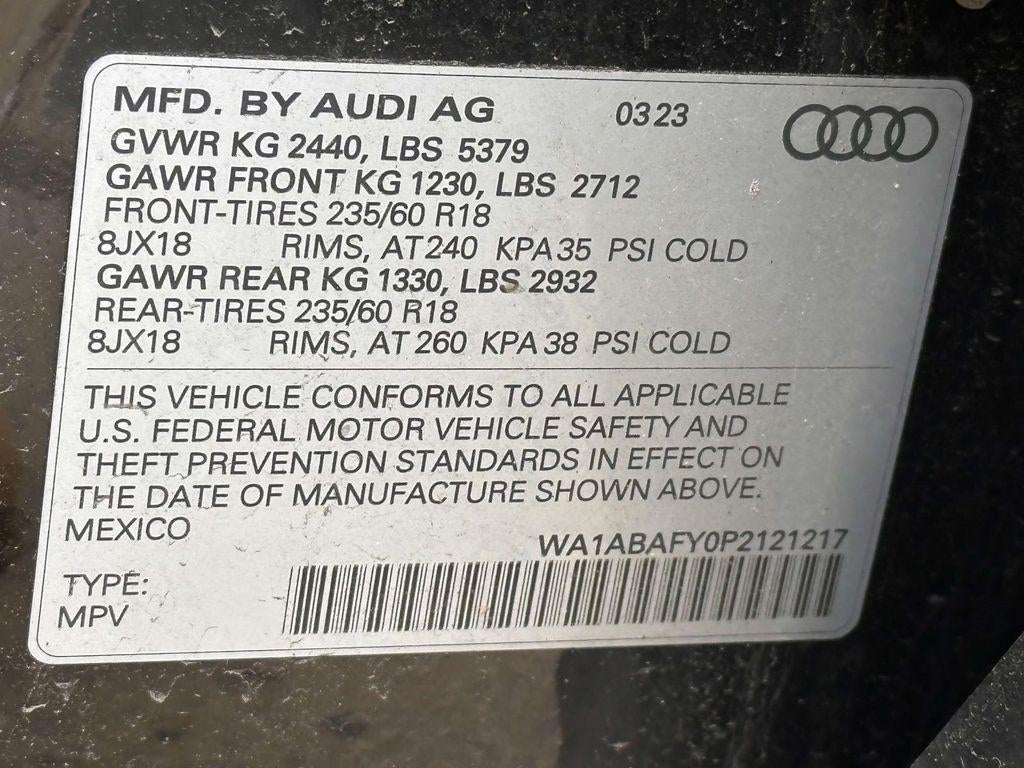 MFD. BY AUDI AG 0323
GVWR KG 2440, LBS 5379
GAWR FRONT KG 1230, LBS 2712
FRONT-TIRES 235/60 R18
8JX18 RIMS, AT 240 KPA 35 PSI COLD
GAWR REAR KG 1330, LBS 2932
REAR-TIRES 235/60 R18
8JX18 RIMS, AT 260 KPA 38 PSI COLD
THIS VEHICLE CONFORMS TO ALL APPLICABLE
U.S. FEDERAL MOTOR VEHICLE SAFETY AND
THEFT PREVENTION STANDARDS IN EFFECT ON
THE DATE OF MANUFACTURE SHOWN ABOVE.
MEXICO
WA1ABAFY0P2121217
TYPE:
MPV